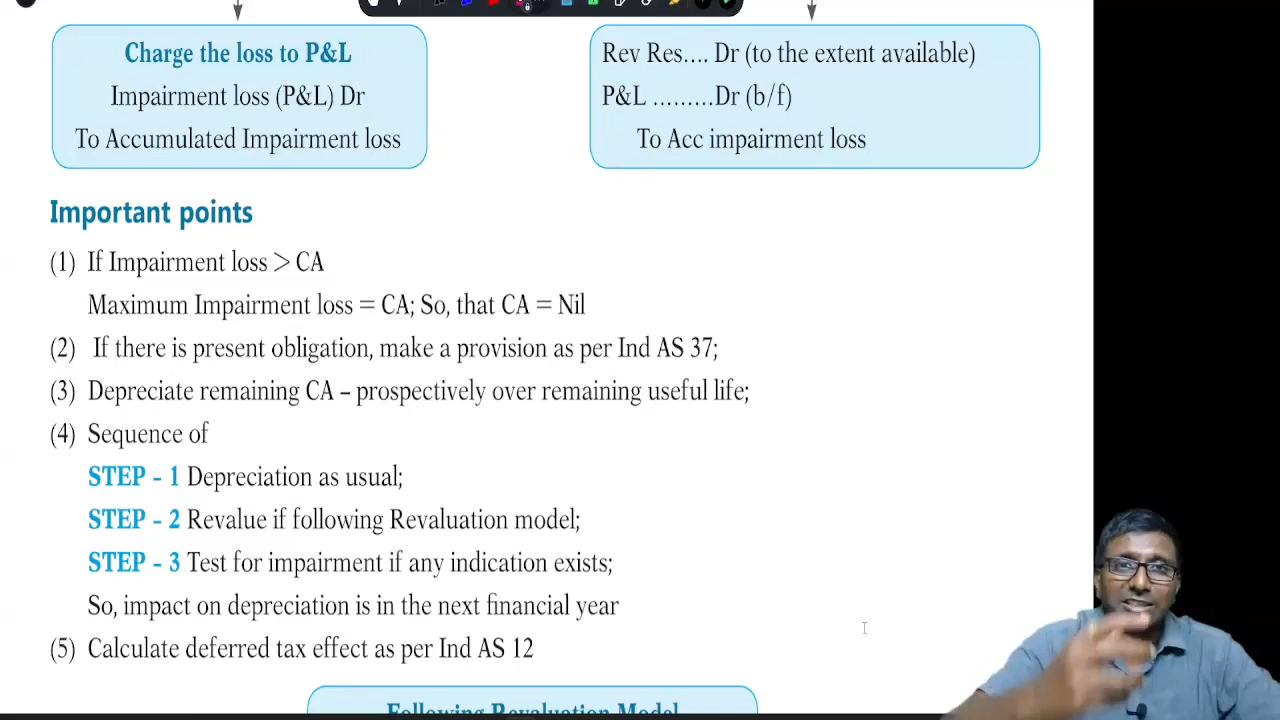 Charge the loss to P&L
Impairment loss (P&L) Dr
To Accumulated Impairment loss
Rev Res.... Dr (to the extent available)
P&L .........Dr (b/f)
To Acc impairment loss
Important points
(1) If Impairment loss > CA
Maximum Impairment loss = CA; So, that CA = Nil
(2) If there is present obligation, make a provision as per Ind AS 37;
(3) Depreciate remaining CA – prospectively over remaining useful life;
(4) Sequence of
STEP – 1 Depreciation as usual;
STEP – 2 Revalue if following Revaluation model;
STEP – 3 Test for impairment if any indication exists;
So, impact on depreciation is in the next financial year
(5) Calculate deferred tax effect as per Ind AS 12
Following Revaluation Model